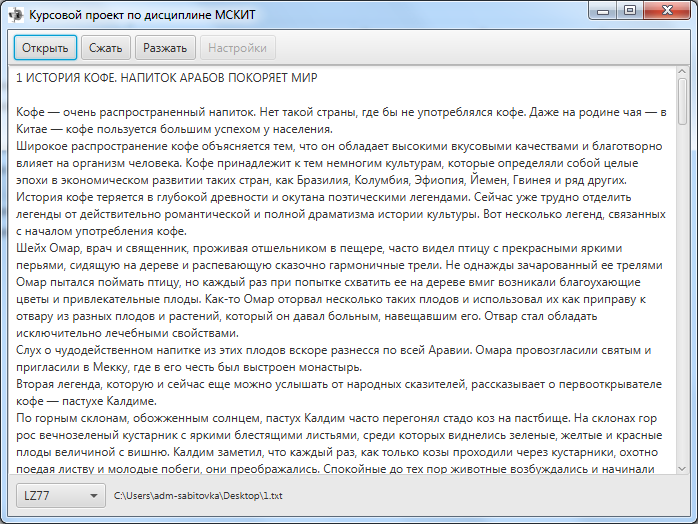 Курсовой проект по дисциплине МСКИТ
Открыть Сжать Разжать Настройки
1 ИСТОРИЯ КОФЕ. НАПИТОК АРАБОВ ПОКОРЯЕТ МИР
Кофе — очень распространенный напиток. Нет такой страны, где бы не употреблялся кофе. Даже на родине чая — в
Китае — кофе пользуется большим успехом у населения.
Широкое распространение кофе объясняется тем, что он обладает высокими вкусовыми качествами и благотворно
влияет на организм человека. Кофе принадлежит к тем немногим культурам, которые определяли собой целые
эпохи в экономическом развитии таких стран, как Бразилия, Колумбия, Эфиопия, Йемен, Гвинея и ряд других.
История кофе теряется в глубокой древности и окутана поэтическими легендами. Сейчас уже трудно отделить
легенды от действительно романтической и полной драматизма истории культуры. Вот несколько легенд, связанных
с началом употребления кофе.
Шейх Омар, врач и священник, проживая отшельником в пещере, часто видел птицу с прекрасными яркими
перьями, сидящую на дереве и распевающую сказочно гармоничные трели. Не однажды зачарованный ее трелями
Омар пытался поймать птицу, но каждый раз при попытке схватить ее на дереве вмиг возникали благоухающие
цветы и привлекательные плоды. Как-то Омар оторвал несколько таких плодов и использовал их как приправу к
отвару из разных плодов и растений, который он давал больным, навещавшим его. Отвар стал обладать
исключительно лечебными свойствами.
Слух о чудодейственном напитке из этих плодов вскоре разнесся по всей Аравии. Омара провозгласили святым и
пригласили в Мекку, где в его честь был выстроен монастырь.
Вторая легенда, которую и сейчас еще можно услышать от народных сказителей, рассказывает о первооткрывателе
кофе — пастухе Калдиме.
По горным склонам, обожженным солнцем, пастух Калдим часто перегонял стадо коз на пастбище. На склонах гор
рос вечнозеленый кустарник с яркими блестящими листьями, среди которых виднелись зеленые, желтые и красные
плоды величиной с вишню. Калдим заметил, что каждый раз, как только козы проходили через кустарники, охотно
поедая листву и молодые побеги, они преображались. Спокойные до тех пор животные возбуждались и начинали
LZ77 C:\Users\adm-sabitovka\Desktop\1.txt